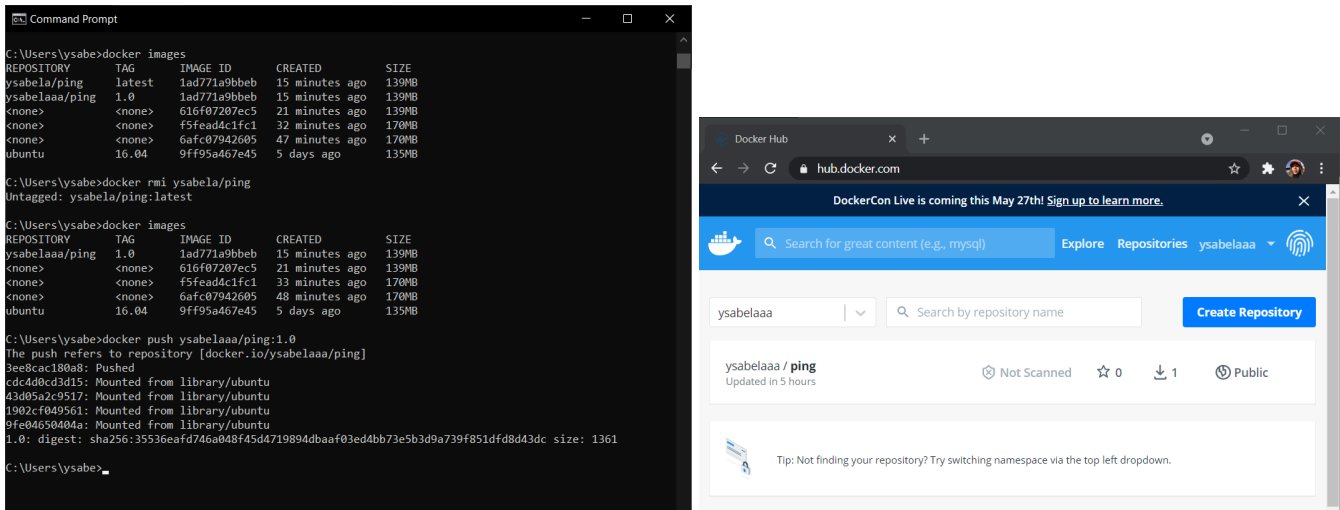 Command Prompt
C:\Users\ysabe>docker images
REPOSITORY TAG IMAGE ID CREATED SIZE
ysabela/ping latest 1ad771a9bbeb 15 minutes ago 139MB
ysabelaaa/ping 1.0 1ad771a9bbeb 15 minutes ago 139MB
<none> <none> 616f07207ec5 21 minutes ago 139MB
<none> <none> f5fead4c1fc1 32 minutes ago 170MB
<none> <none> 6afc07942605 47 minutes ago 170MB
ubuntu 16.04 9ff95a467e45 5 days ago 135MB
C:\Users\ysabe>docker rmi ysabela/ping
Untagged: ysabela/ping:latest
C:\Users\ysabe>docker images
REPOSITORY TAG IMAGE ID CREATED SIZE
ysabelaaa/ping 1.0 1ad771a9bbeb 15 minutes ago 139MB
<none> <none> 616f07207ec5 21 minutes ago 139MB
<none> <none> f5fead4c1fc1 33 minutes ago 170MB
<none> <none> 6afc07942605 48 minutes ago 170MB
ubuntu 16.04 9ff95a467e45 5 days ago 135MB
C:\Users\ysabe>docker push ysabelaaa/ping:1.0
The push refers to repository [docker.io/ysabelaaa/ping]
3ee8cac180a8: Pushed
cdc4d0cd3d15: Mounted from library/ubuntu
43d05a2c9517: Mounted from library/ubuntu
1902cf049561: Mounted from library/ubuntu
9fe04650404a: Mounted from library/ubuntu
1.0: digest: sha256:35536eafd746a048f45d4719894dbaaf03ed4bb73e5b3d9a739f851dfd8d43dc size: 1361
C:\Users\ysabe>
Docker Hub
hub.docker.com
DockerCon Live is coming this May 27th! Sign up to learn more.
Search for great content (e.g., mysql) Explore Repositories ysabelaaa
ysabelaaa Search by repository name Create Repository
ysabelaaa / ping Not Scanned 0 1 Public
Updated in 5 hours
Tip: Not finding your repository? Try switching namespace via the top left dropdown.